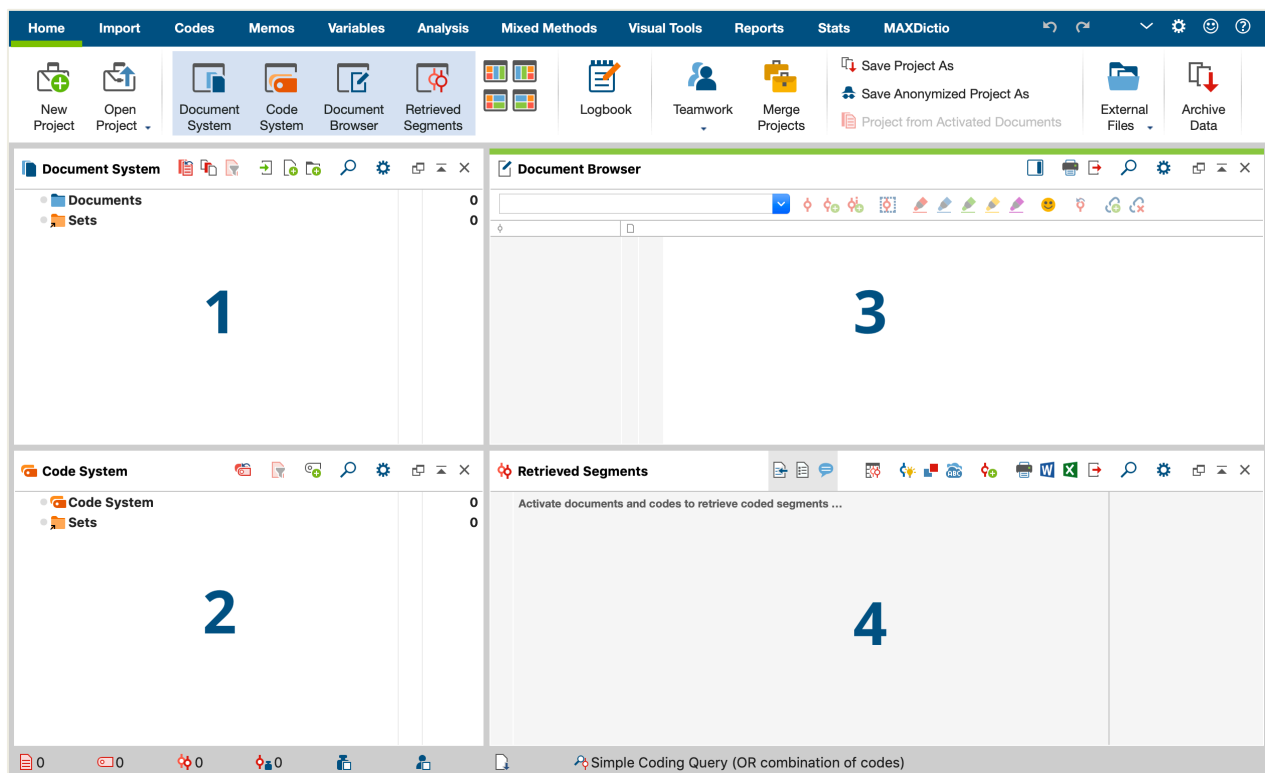 Home Import Codes Memos Variables Analysis Mixed Methods Visual Tools Reports Stats MAXDictio
New Project
Open Project
Document System
Code System
Document Browser
Retrieved Segments
Logbook
Teamwork
Merge Projects
Save Project As
Save Anonymized Project As
Project from Activated Documents
External Files
Archive Data
Document System
Documents 0
Sets 0
1
Document Browser
3
Code System
Code System 0
Sets 0
2
Retrieved Segments
ABC
W X
Activate documents and codes to retrieve coded segments ...
4
0 0 0 0 Simple Coding Query (OR combination of codes)